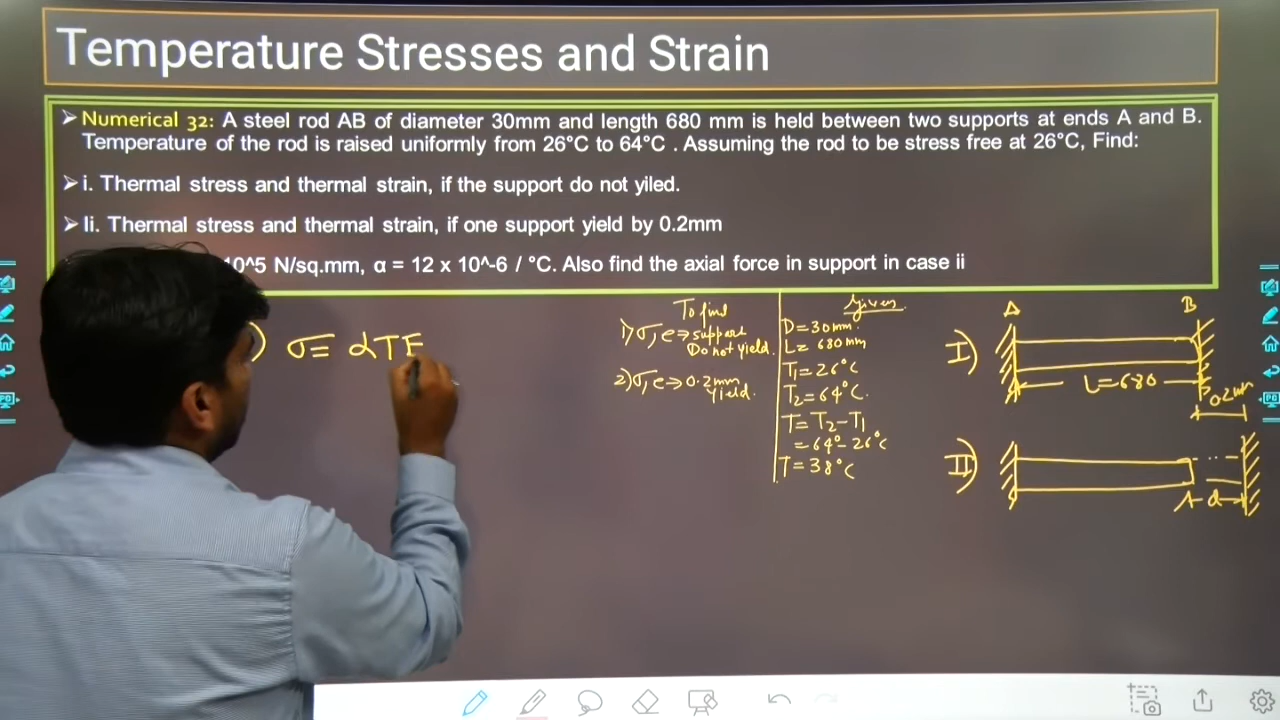 Temperature Stresses and Strain
➤ Numerical 32: A steel rod AB of diameter 30mm and length 680 mm is held between two supports at ends A and B.
Temperature of the rod is raised uniformly from 26°C to 64°C . Assuming the rod to be stress free at 26°C, Find:
➤ i. Thermal stress and thermal strain, if the support do not yiled.
➤ Ii. Thermal stress and thermal strain, if one support yield by 0.2mm
10^5 N/sq.mm, α = 12 x 10^-6 / °C. Also find the axial force in support in case ii
) σ = αTE
To find
1) σ, e → support
Do not yield.
2) σ, e → 0.2mm
yield.
Given
D = 30mm.
L = 680 mm
T1 = 26°C
T2 = 64°C.
T = T2 - T1
= 64° - 26°C
T = 38°C
I)
A
B
L=680
0.2mm
II)
d